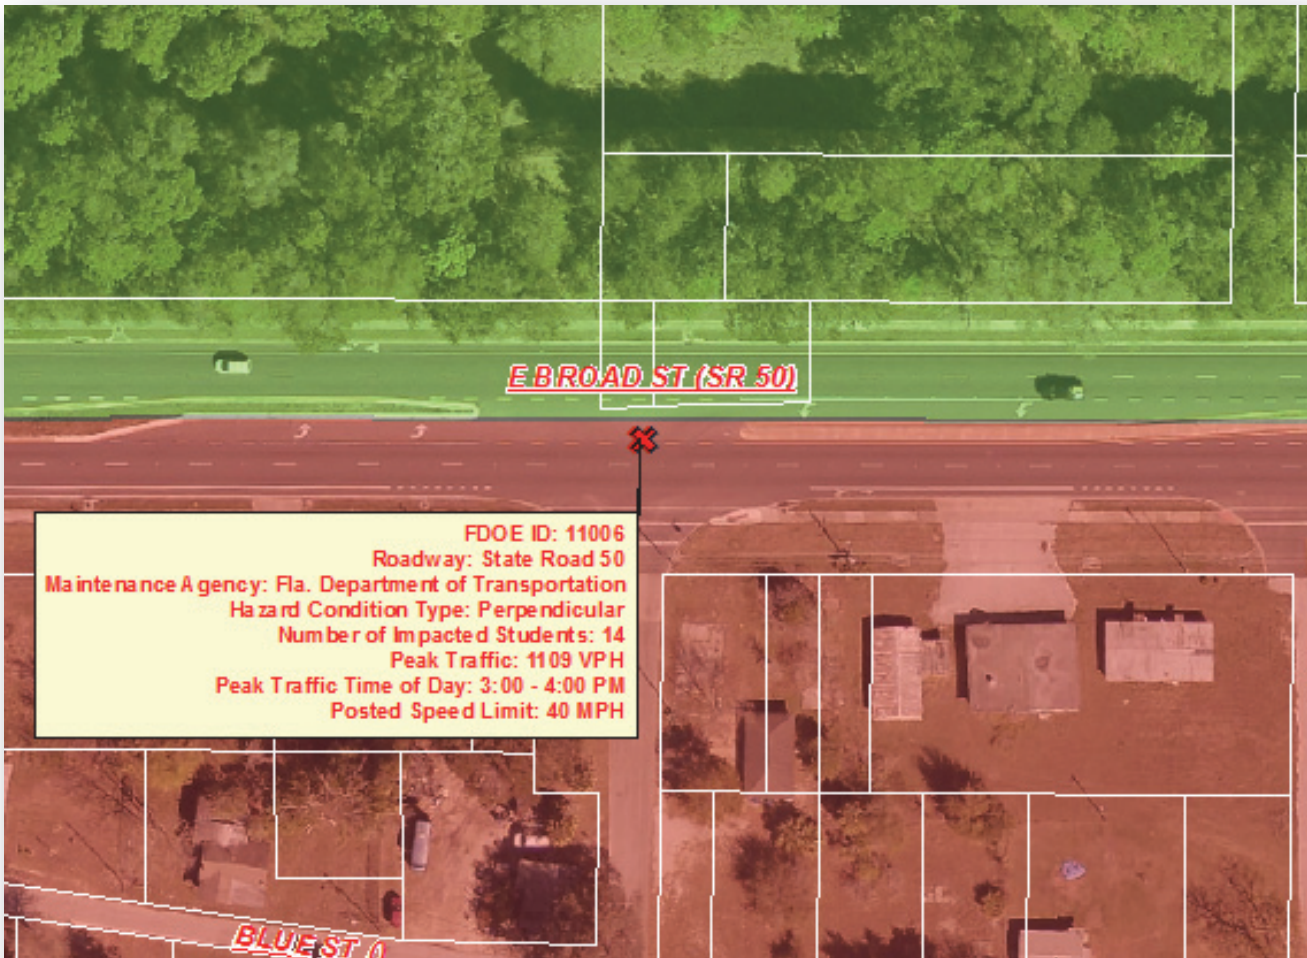 E BROAD ST (SR 50)
FDOE ID: 11006
Roadway: State Road 50
Maintenance Agency: Fla. Department of Transportation
Hazard Condition Type: Perpendicular
Number of Impacted Students: 14
Peak Traffic: 1109 VPH
Peak Traffic Time of Day: 3:00 - 4:00 PM
Posted Speed Limit: 40 MPH
BLUE ST ()